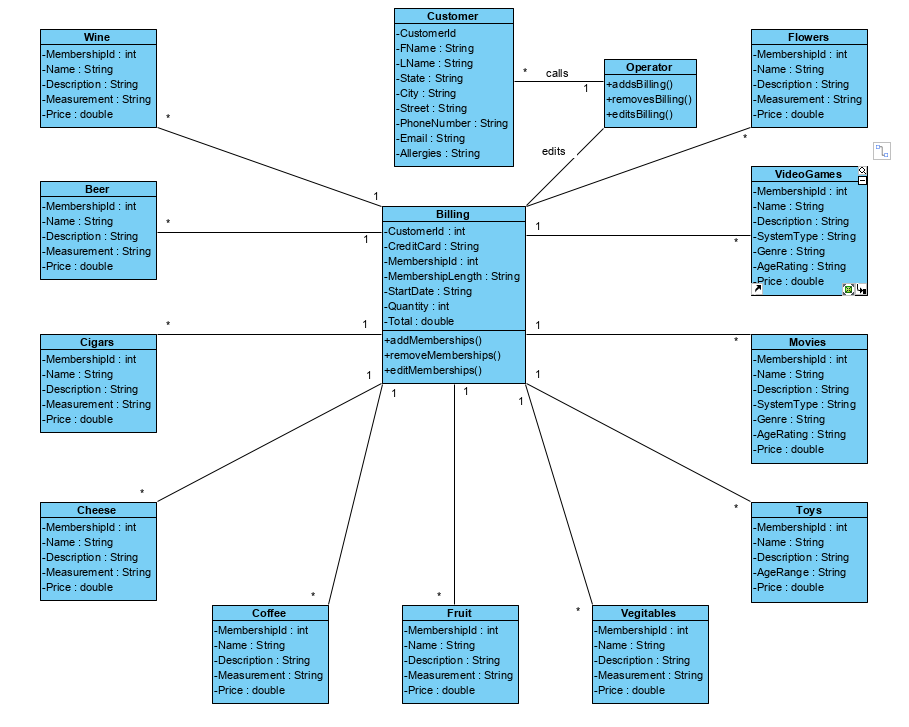 Customer
-CustomerId
-FName : String
-LName : String
-State : String
-City : String
-Street : String
-PhoneNumber : String
-Email : String
-Allergies : String
* calls 1
Operator
+addsBilling()
+removesBilling()
+editsBilling()
edits
Wine
-MembershipId : int
-Name : String
-Description : String
-Measurement : String
-Price : double
* 1
Flowers
-MembershipId : int
-Name : String
-Description : String
-Measurement : String
-Price : double
*
Beer
-MembershipId : int
-Name : String
-Description : String
-Measurement : String
-Price : double
* 1
Billing
-CustomerId : int
-CreditCard : String
-MembershipId : int
-MembershipLength : String
-StartDate : String
-Quantity : int
-Total : double
+addMemberships()
+removeMemberships()
+editMemberships()
1 *
VideoGames
-MembershipId : int
-Name : String
-Description : String
-SystemType : String
-Genre : String
-AgeRating : String
-Price : double
Cigars
-MembershipId : int
-Name : String
-Description : String
-Measurement : String
-Price : double
* 1
1 *
Movies
-MembershipId : int
-Name : String
-Description : String
-SystemType : String
-Genre : String
-AgeRating : String
-Price : double
1 *
Cheese
-MembershipId : int
-Name : String
-Description : String
-Measurement : String
-Price : double
1 *
Toys
-MembershipId : int
-Name : String
-Description : String
-AgeRange : String
-Price : double
1 *
Coffee
-MembershipId : int
-Name : String
-Description : String
-Measurement : String
-Price : double
1 *
Fruit
-MembershipId : int
-Name : String
-Description : String
-Measurement : String
-Price : double
1 *
Vegitables
-MembershipId : int
-Name : String
-Description : String
-Measurement : String
-Price : double